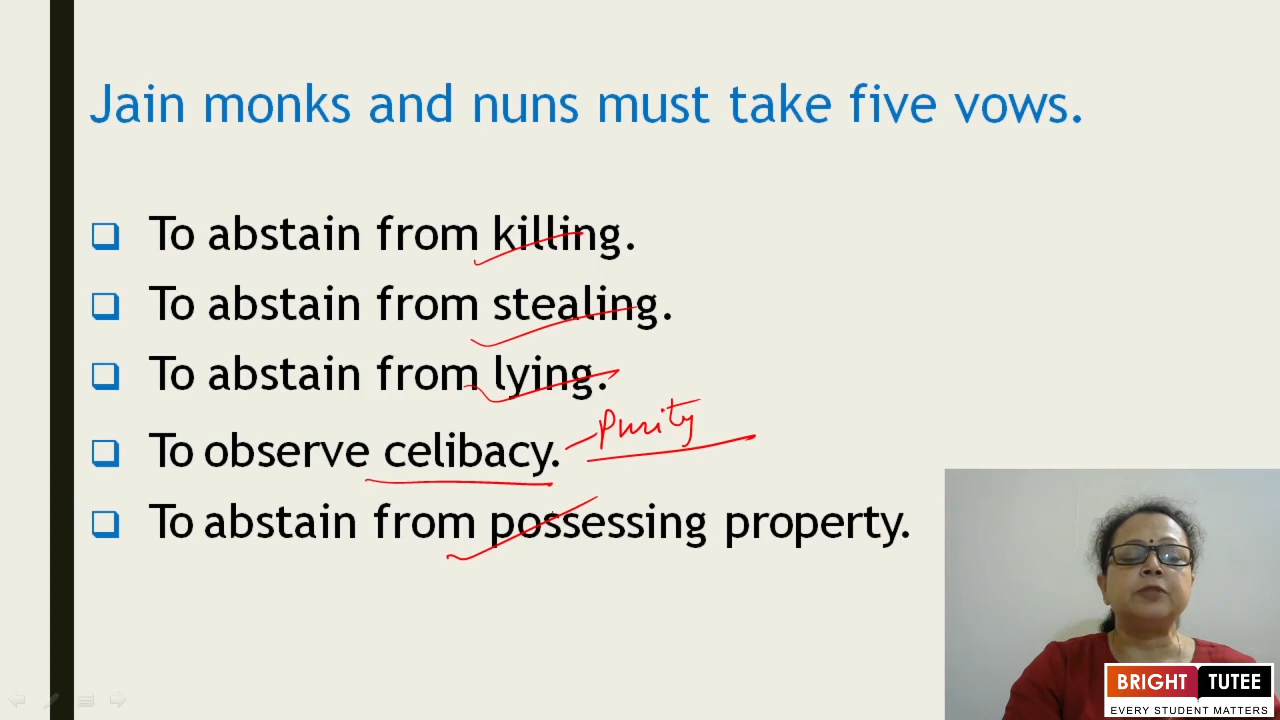 Jain monks and nuns must take five vows.
To abstain from killing.
To abstain from stealing.
To abstain from lying.
Purity
To observe celibacy.
To abstain from possessing property.
BRIGHT TUTEE
EVERY STUDENT MATTERS